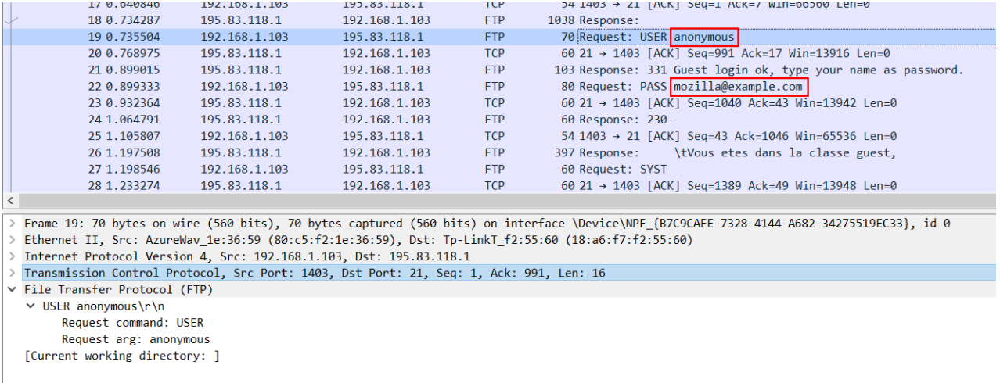 17 0.640846 192.168.1.103 195.83.118.1 TCP 54 1403 → 21 [ACK] Seq=1 Ack=7 Win=66560 Len=0
18 0.734287 195.83.118.1 192.168.1.103 FTP 1038 Response:
19 0.735504 192.168.1.103 195.83.118.1 FTP 70 Request: USER anonymous
20 0.768975 195.83.118.1 192.168.1.103 TCP 60 21 → 1403 [ACK] Seq=991 Ack=17 Win=13916 Len=0
21 0.899015 195.83.118.1 192.168.1.103 FTP 103 Response: 331 Guest login ok, type your name as password.
22 0.899333 192.168.1.103 195.83.118.1 FTP 80 Request: PASS mozilla@example.com
23 0.932364 195.83.118.1 192.168.1.103 TCP 60 21 → 1403 [ACK] Seq=1040 Ack=43 Win=13942 Len=0
24 1.064791 195.83.118.1 192.168.1.103 FTP 60 Response: 230-
25 1.105807 192.168.1.103 195.83.118.1 TCP 54 1403 → 21 [ACK] Seq=43 Ack=1046 Win=65536 Len=0
26 1.197508 195.83.118.1 192.168.1.103 FTP 397 Response: \tVous etes dans la classe guest,
27 1.198546 192.168.1.103 195.83.118.1 FTP 60 Request: SYST
28 1.233274 195.83.118.1 192.168.1.103 TCP 60 21 → 1403 [ACK] Seq=1389 Ack=49 Win=13948 Len=0
Frame 19: 70 bytes on wire (560 bits), 70 bytes captured (560 bits) on interface \Device\NPF_{B7C9CAFE-7328-4144-A682-34275519EC33}, id 0
Ethernet II, Src: AzureWav_1e:36:59 (80:c5:f2:1e:36:59), Dst: Tp-LinkT_f2:55:60 (18:a6:f7:f2:55:60)
Internet Protocol Version 4, Src: 192.168.1.103, Dst: 195.83.118.1
Transmission Control Protocol, Src Port: 1403, Dst Port: 21, Seq: 1, Ack: 991, Len: 16
File Transfer Protocol (FTP)
USER anonymous\r\n
Request command: USER
Request arg: anonymous
[Current working directory: ]